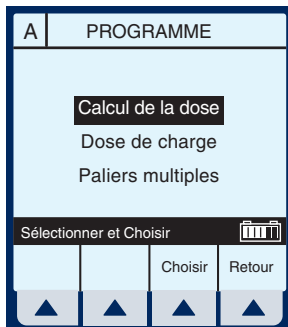 A PROGRAMME
Calcul de la dose
Dose de charge
Paliers multiples
Sélectionner et Choisir
Choisir Retour